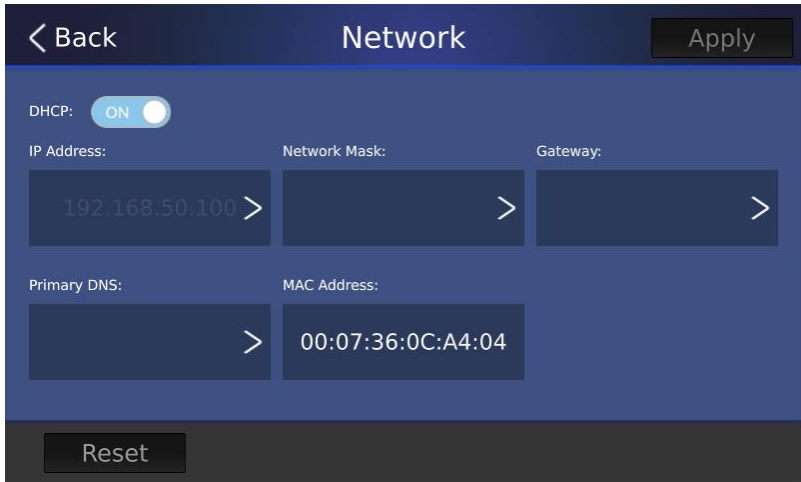 Back Network Apply
DHCP: ON
IP Address: Network Mask: Gateway:
192.168.50.100
Primary DNS: MAC Address:
00:07:36:0C:A4:04
Reset